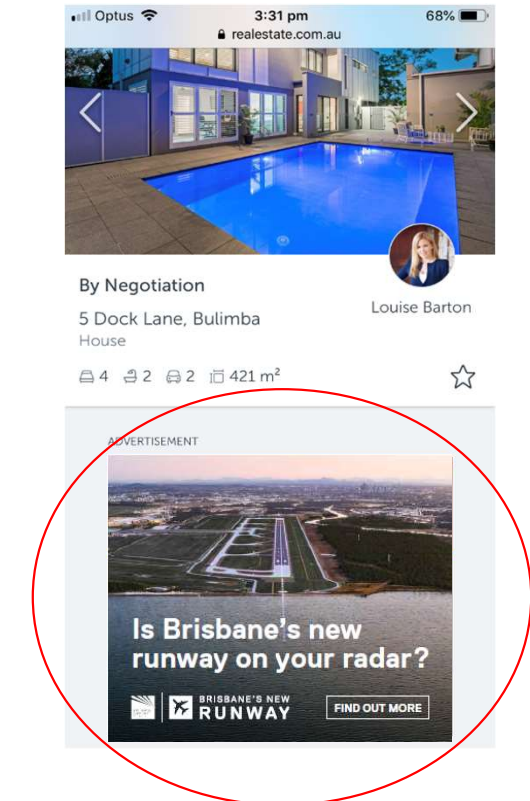 Optus 3:31 pm 68%
realestate.com.au
By Negotiation
Louise Barton
5 Dock Lane, Bulimba
House
4 2 2 421 m²
ADVERTISEMENT
Is Brisbane's new
runway on your radar?
BRISBANE'S NEW
RUNWAY
FIND OUT MORE